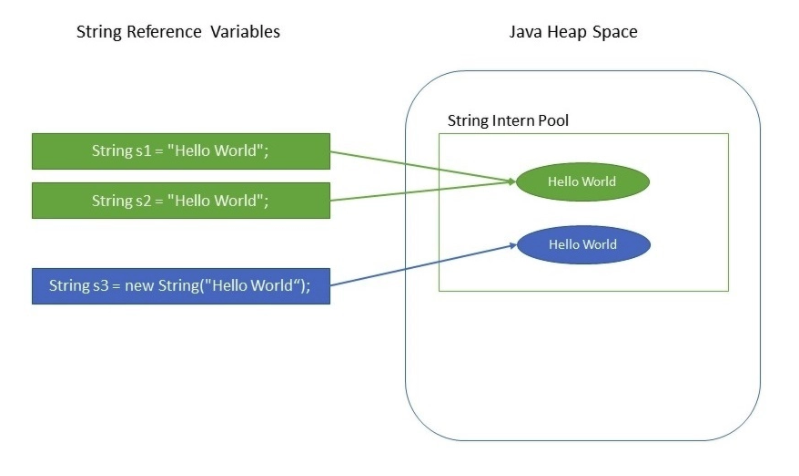 String Reference Variables
Java Heap Space
String Intern Pool
String s1 = "Hello World";
Hello World
String s2 = "Hello World";
Hello World
String s3 = new String("Hello World“);